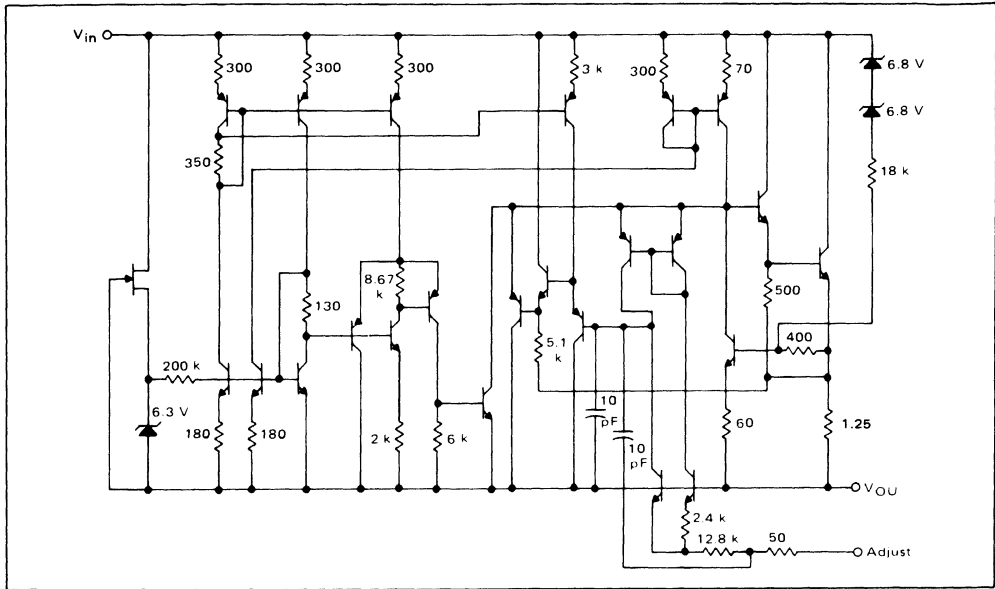 Vin
300
300
300
3 k
300
70
6.8 V
6.8 V
350
18 k
8.67
k
130
500
5.1
k
400
200 k
6.3 V
180
180
2 k
6 k
10
pF
10
pF
60
1.25
VOU
2.4 k
12.8 k
50
Adjust